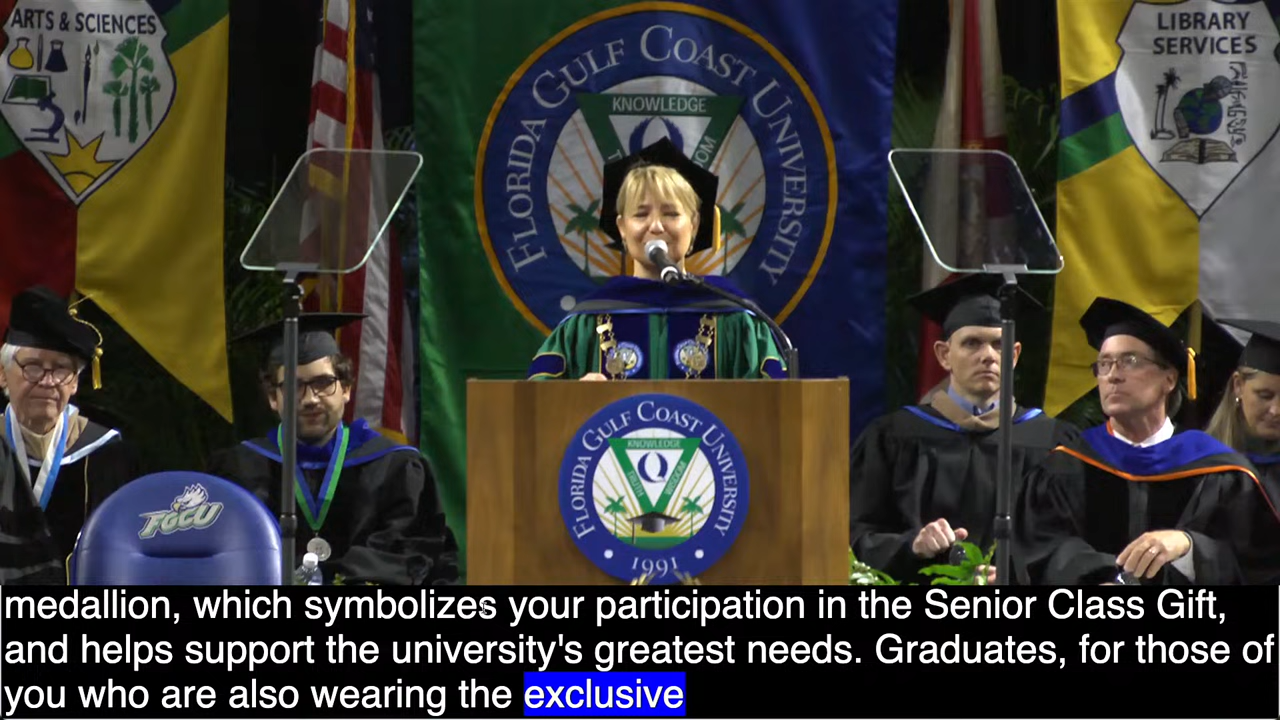 ARTS & SCIENCES
LIBRARY
SERVICES
FLORIDA GULF COAST UNIVERSITY
KNOWLEDGE
FGCU
FLORIDA GULF COAST UNIVERSITY
KNOWLEDGE
TRUTH
WISDOM
1991
medallion, which symbolizes your participation in the Senior Class Gift,
and helps support the university's greatest needs. Graduates, for those of
you who are also wearing the exclusive